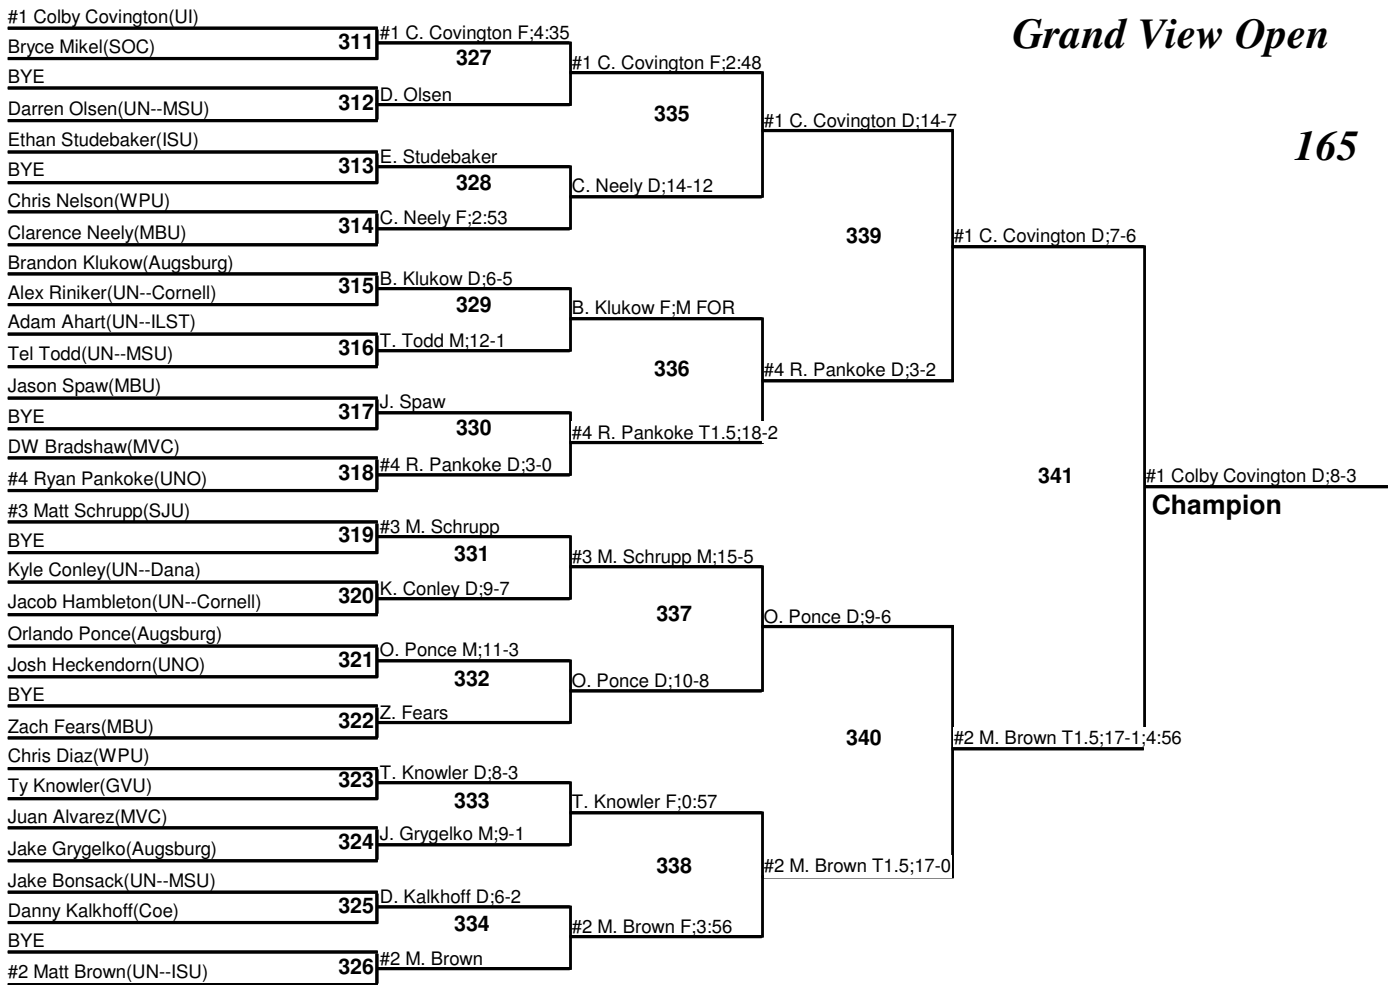 Grand View Open
165
#1 Colby Covington(UI)
Bryce Mikel(SOC)
BYE
Darren Olsen(UN--MSU)
Ethan Studebaker(ISU)
BYE
Chris Nelson(WPU)
Clarence Neely(MBU)
Brandon Klukow(Augsburg)
Alex Riniker(UN--Cornell)
Adam Ahart(UN--ILST)
Tel Todd(UN--MSU)
Jason Spaw(MBU)
BYE
DW Bradshaw(MVC)
#4 Ryan Pankoke(UNO)
#3 Matt Schrupp(SJU)
BYE
Kyle Conley(UN--Dana)
Jacob Hambleton(UN--Cornell)
Orlando Ponce(Augsburg)
Josh Heckendorn(UNO)
BYE
Zach Fears(MBU)
Chris Diaz(WPU)
Ty Knowler(GVU)
Juan Alvarez(MVC)
Jake Grygelko(Augsburg)
Jake Bonsack(UN--MSU)
Danny Kalkhoff(Coe)
BYE
#2 Matt Brown(UN--ISU)
311
312
313
314
315
316
317
318
319
320
321
322
323
324
325
326
#1 C. Covington F;4:35
327
D. Olsen
E. Studebaker
328
C. Neely F;2:53
B. Klukow D;6-5
329
T. Todd M;12-1
J. Spaw
330
#4 R. Pankoke D;3-0
#3 M. Schrupp
331
K. Conley D;9-7
O. Ponce M;11-3
332
Z. Fears
T. Knowler D;8-3
333
J. Grygelko M;9-1
D. Kalkhoff D;6-2
334
#2 M. Brown
#1 C. Covington F;2:48
335
C. Neely D;14-12
B. Klukow F;M FOR
336
#4 R. Pankoke T1.5;18-2
#3 M. Schrupp M;15-5
337
O. Ponce D;10-8
T. Knowler F;0:57
338
#2 M. Brown F;3:56
#1 C. Covington D;14-7
339
#4 R. Pankoke D;3-2
O. Ponce D;9-6
340
#2 M. Brown T1.5;17-0
#1 C. Covington D;7-6
341
#2 M. Brown T1.5;17-1;4:56
#1 Colby Covington D;8-3
Champion